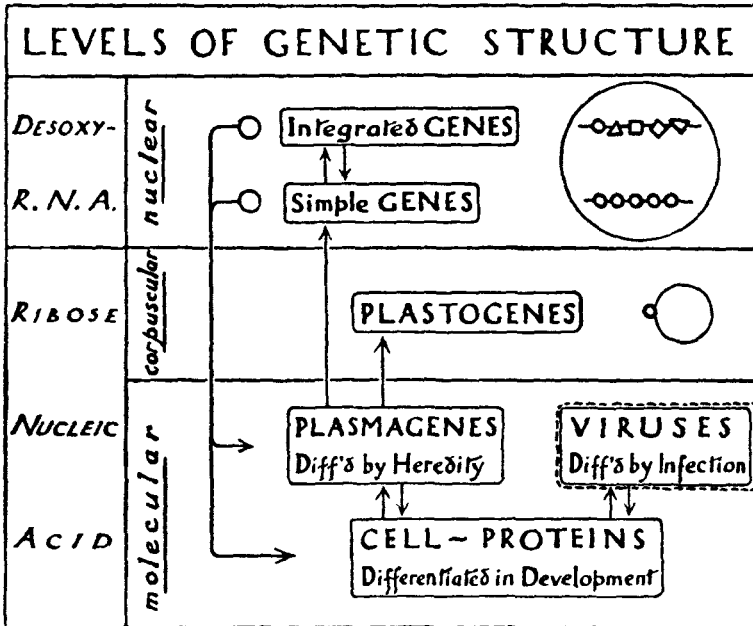 LEVELS OF GENETIC STRUCTURE
DESOXY-
nuclear
Integrated GENES
R.N.A.
Simple GENES
RIBOSE
corpuscular
PLASTOGENES
NUCLEIC
molecular
PLASMAGENES
Diff'd by Heredity
VIRUSES
Diff'd by Infection
ACID
CELL~PROTEINS
Differentiated in Development